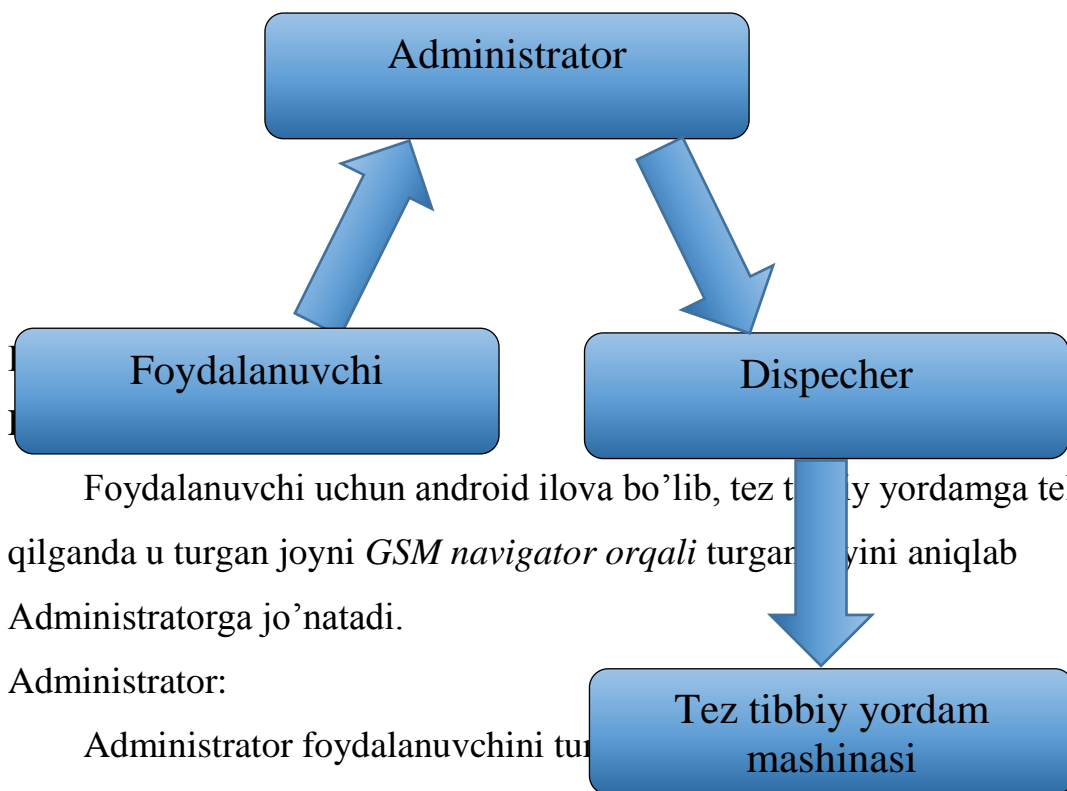 Administrator
Foydalanuvchi
Dispecher
Foydalanuvchi uchun android ilova bo’lib, tez yordamga
qilganda u turgan joyni GSM navigator orqali aniqlab
Administratorga jo’natadi.
Administrator:
Tez tibbiy yordam
mashinasi
Administrator foydalanuvchini